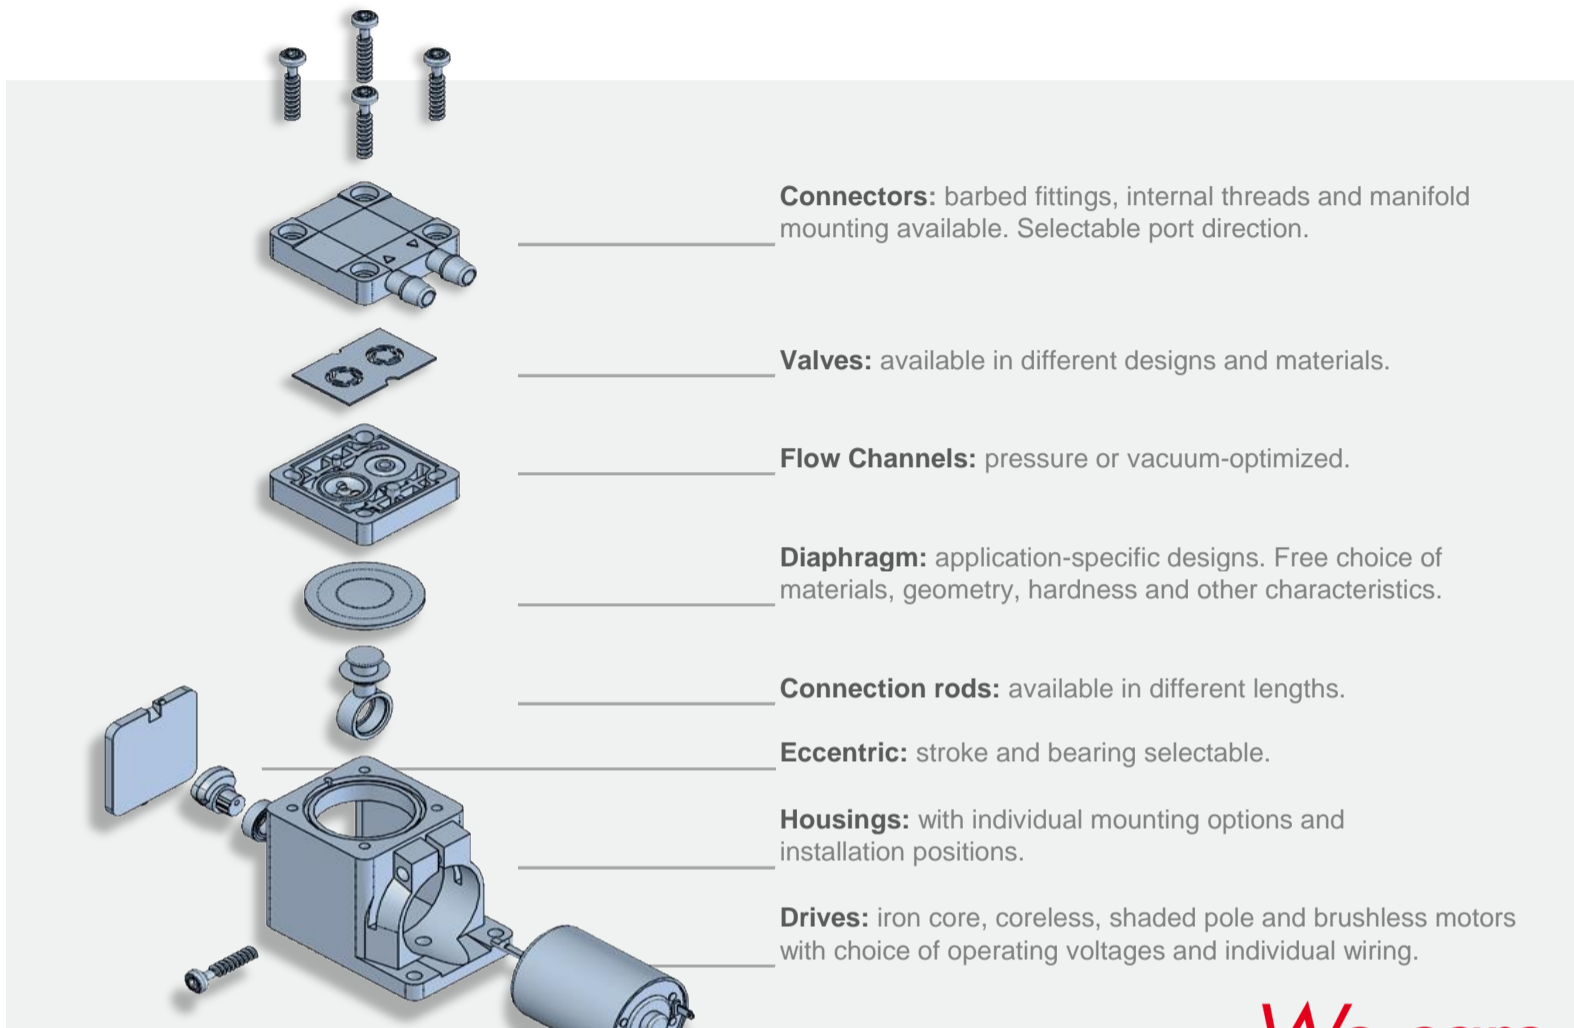 Connectors: barbed fittings, internal threads and manifold
mounting available. Selectable port direction.
Valves: available in different designs and materials.
Flow Channels: pressure or vacuum-optimized.
Diaphragm: application-specific designs. Free choice of
materials, geometry, hardness and other characteristics.
Connection rods: available in different lengths.
Eccentric: stroke and bearing selectable.
Housings: with individual mounting options and
installation positions.
Drives: iron core, coreless, shaded pole and brushless motors
with choice of operating voltages and individual wiring.